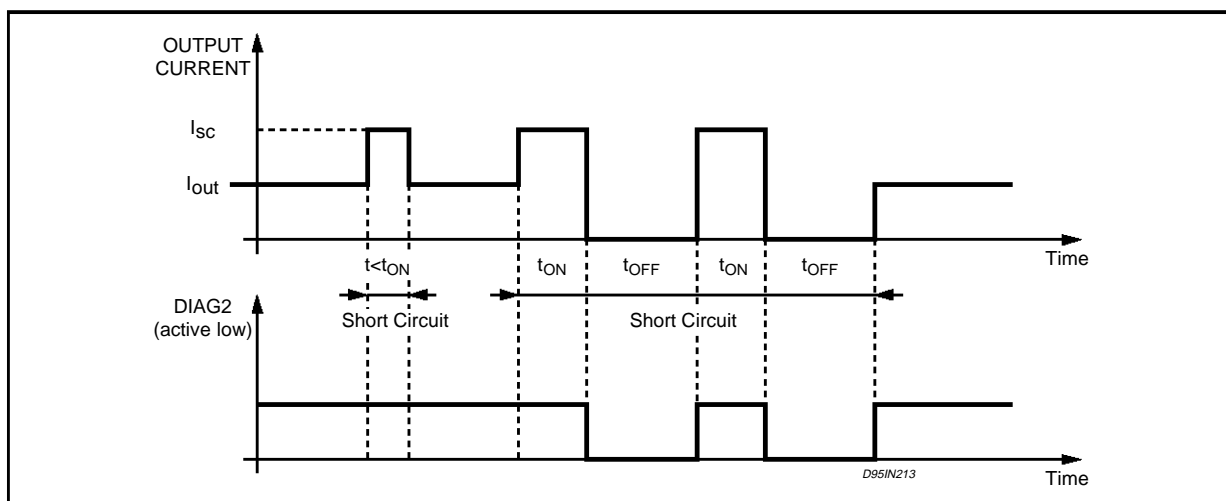 OUTPUT
CURRENT
Isc
Iout
Time
t<tON
tON
tOFF
tON
tOFF
DIAG2
(active low)
Short Circuit
Short Circuit
D95IN213
Time